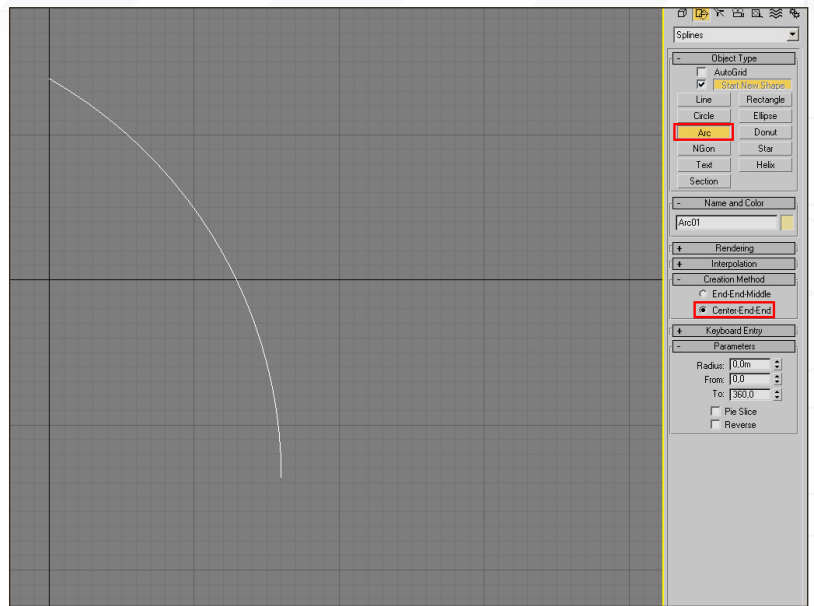 Splines
- Object Type
AutoGrid
Start New Shape
Line Rectangle
Circle Ellipse
Arc Donut
NGon Star
Text Helix
Section
- Name and Color
Arc01
+ Rendering
+ Interpolation
- Creation Method
End-End-Middle
Center-End-End
+ Keyboard Entry
- Parameters
Radius: 0,0m
From: 0,0
To: 360,0
Pie Slice
Reverse